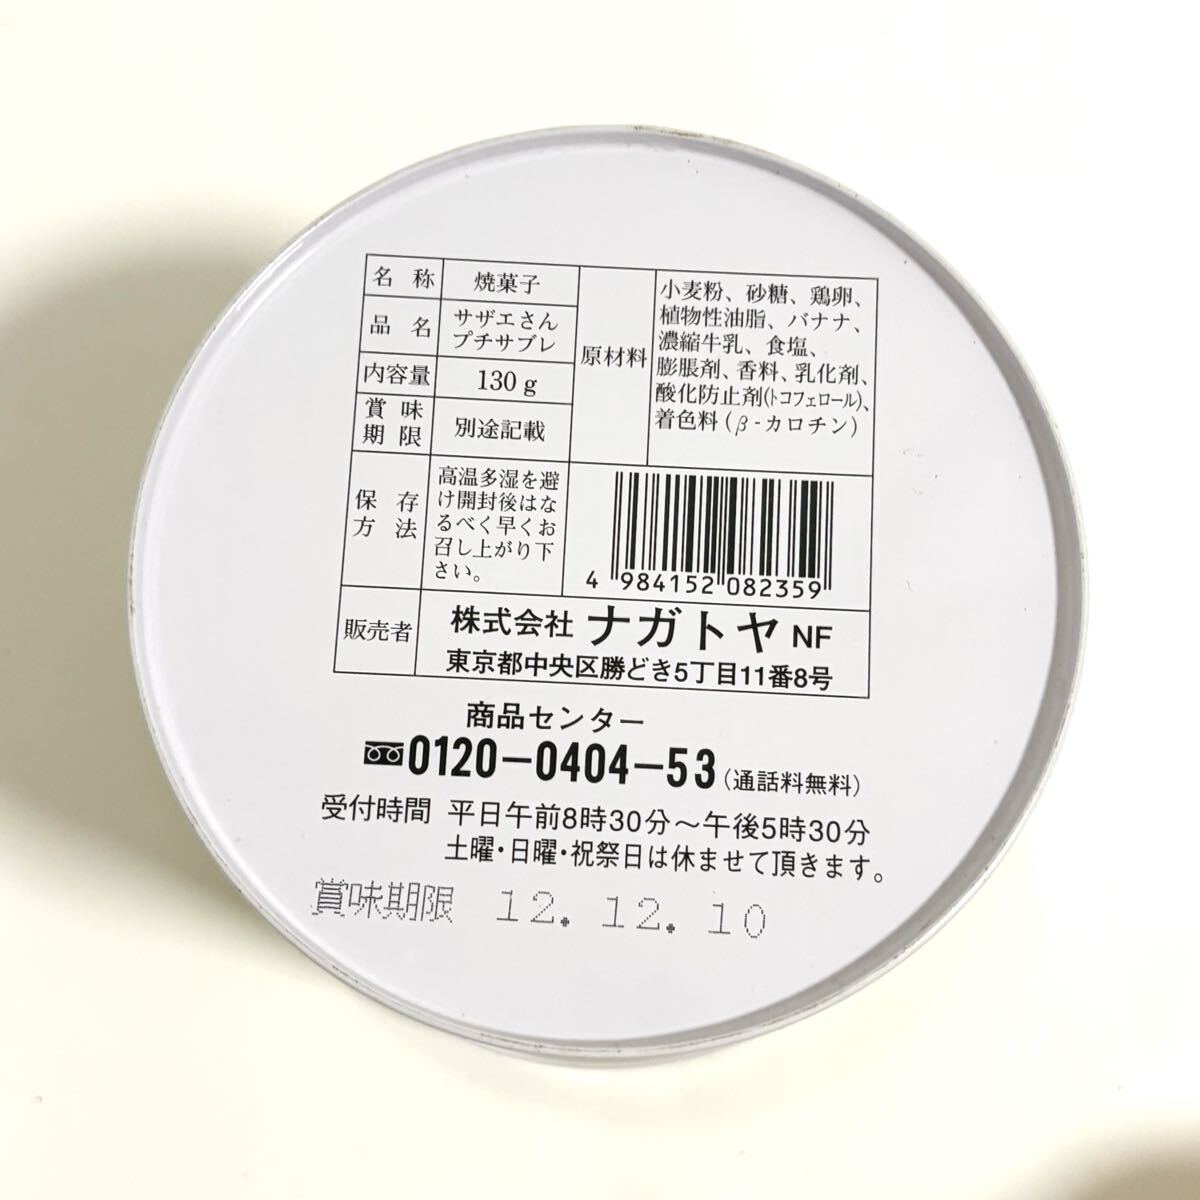 名称 焼菓子
品名 サザエさん
プチサブレ
内容量 130g
賞味
期限 別途記載
保存
方法 高温多湿を避
け開封後はな
るべく早くお
召し上がり下
さい。
原材料 小麦粉、砂糖、鶏卵、
植物性油脂、バナナ、
濃縮牛乳、食塩、
膨脹剤、香料、乳化剤、
酸化防止剤(トコフェロール)、
着色料(β-カロチン)
4 984152 082359
販売者 株式会社 ナガトヤ NF
東京都中央区勝どき5丁目11番8号
商品センター
0120-0404-53(通話料無料)
受付時間 平日午前8時30分～午後5時30分
土曜・日曜・祝祭日は休ませて頂きます。
賞味期限 12.12.10